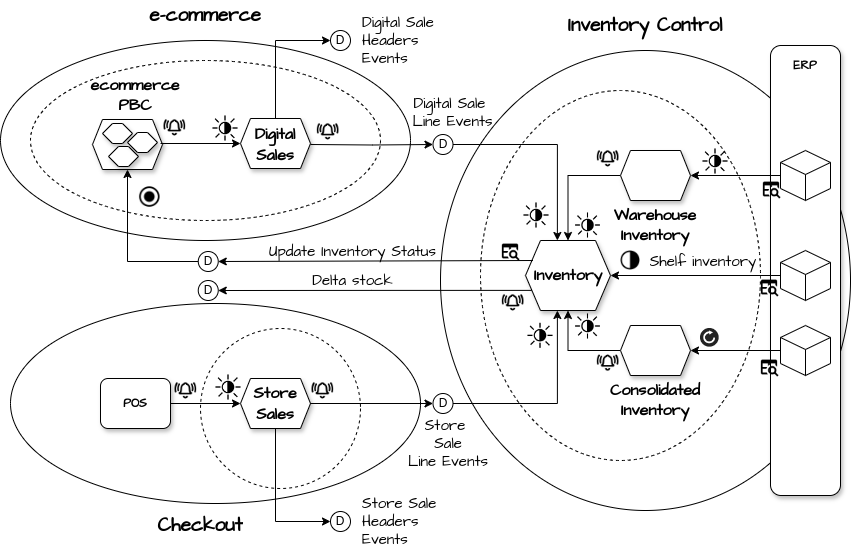 e-commerce
Digital Sale
Headers
Events
D
Inventory Control
ERP
ecommerce
PBC
Digital
Sales
Digital Sale
Line Events
D
Warehouse
Inventory
Update Inventory Status
D
Inventory
Shelf inventory
Delta stock
D
POS
Store
Sales
D
Store
Sale
Line Events
Consolidated
Inventory
Checkout
D
Store Sale
Headers
Events